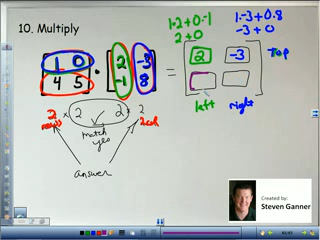 10. Multiply
1·2+0·-1
2+0
1·-3+0·8
-3+0
1 0
4 5
·
2 -3
-1 8
=
2 -3
Top
left right
2 x 2 2 x 2
rows 2col
match
yes
answer
Created by:
Steven Ganner